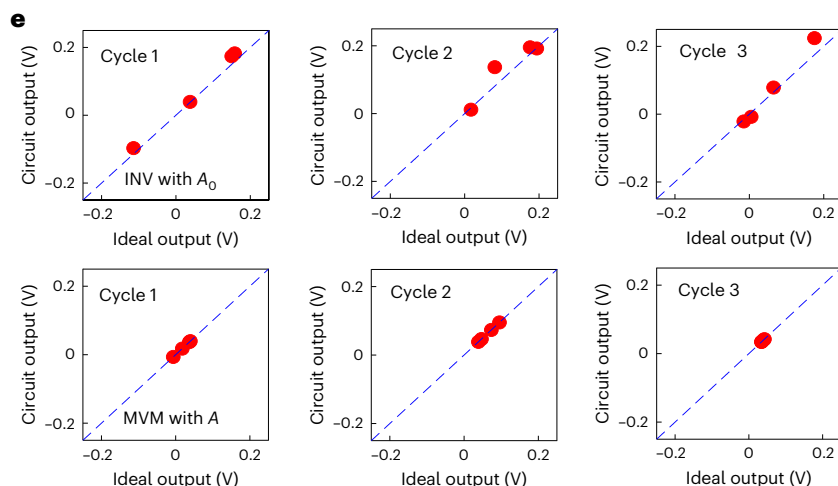 e
Circuit output (V)
0.2
0
−0.2
Cycle 1
INV with A0
−0.2 0 0.2
Ideal output (V)
Circuit output (V)
0.2
0
−0.2
Cycle 2
−0.2 0 0.2
Ideal output (V)
Circuit output (V)
0.2
0
−0.2
Cycle 3
−0.2 0 0.2
Ideal output (V)
Circuit output (V)
0.2
0
−0.2
Cycle 1
MVM with A
−0.2 0 0.2
Ideal output (V)
Circuit output (V)
0.2
0
−0.2
Cycle 2
−0.2 0 0.2
Ideal output (V)
Circuit output (V)
0.2
0
−0.2
Cycle 3
−0.2 0 0.2
Ideal output (V)